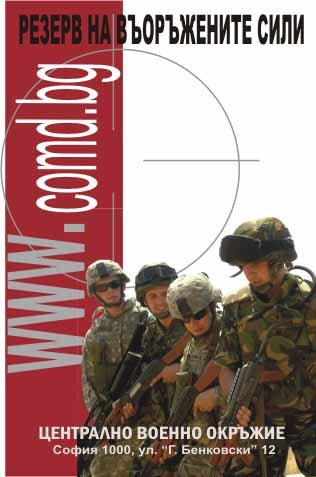 РЕЗЕРВ НА ВЪОРЪЖЕНИТЕ СИЛИ
www.comd.bg
ЦЕНТРАЛНО ВОЕННО ОКРЪЖИЕ
София 1000, ул. “Г. Бенковски” 12